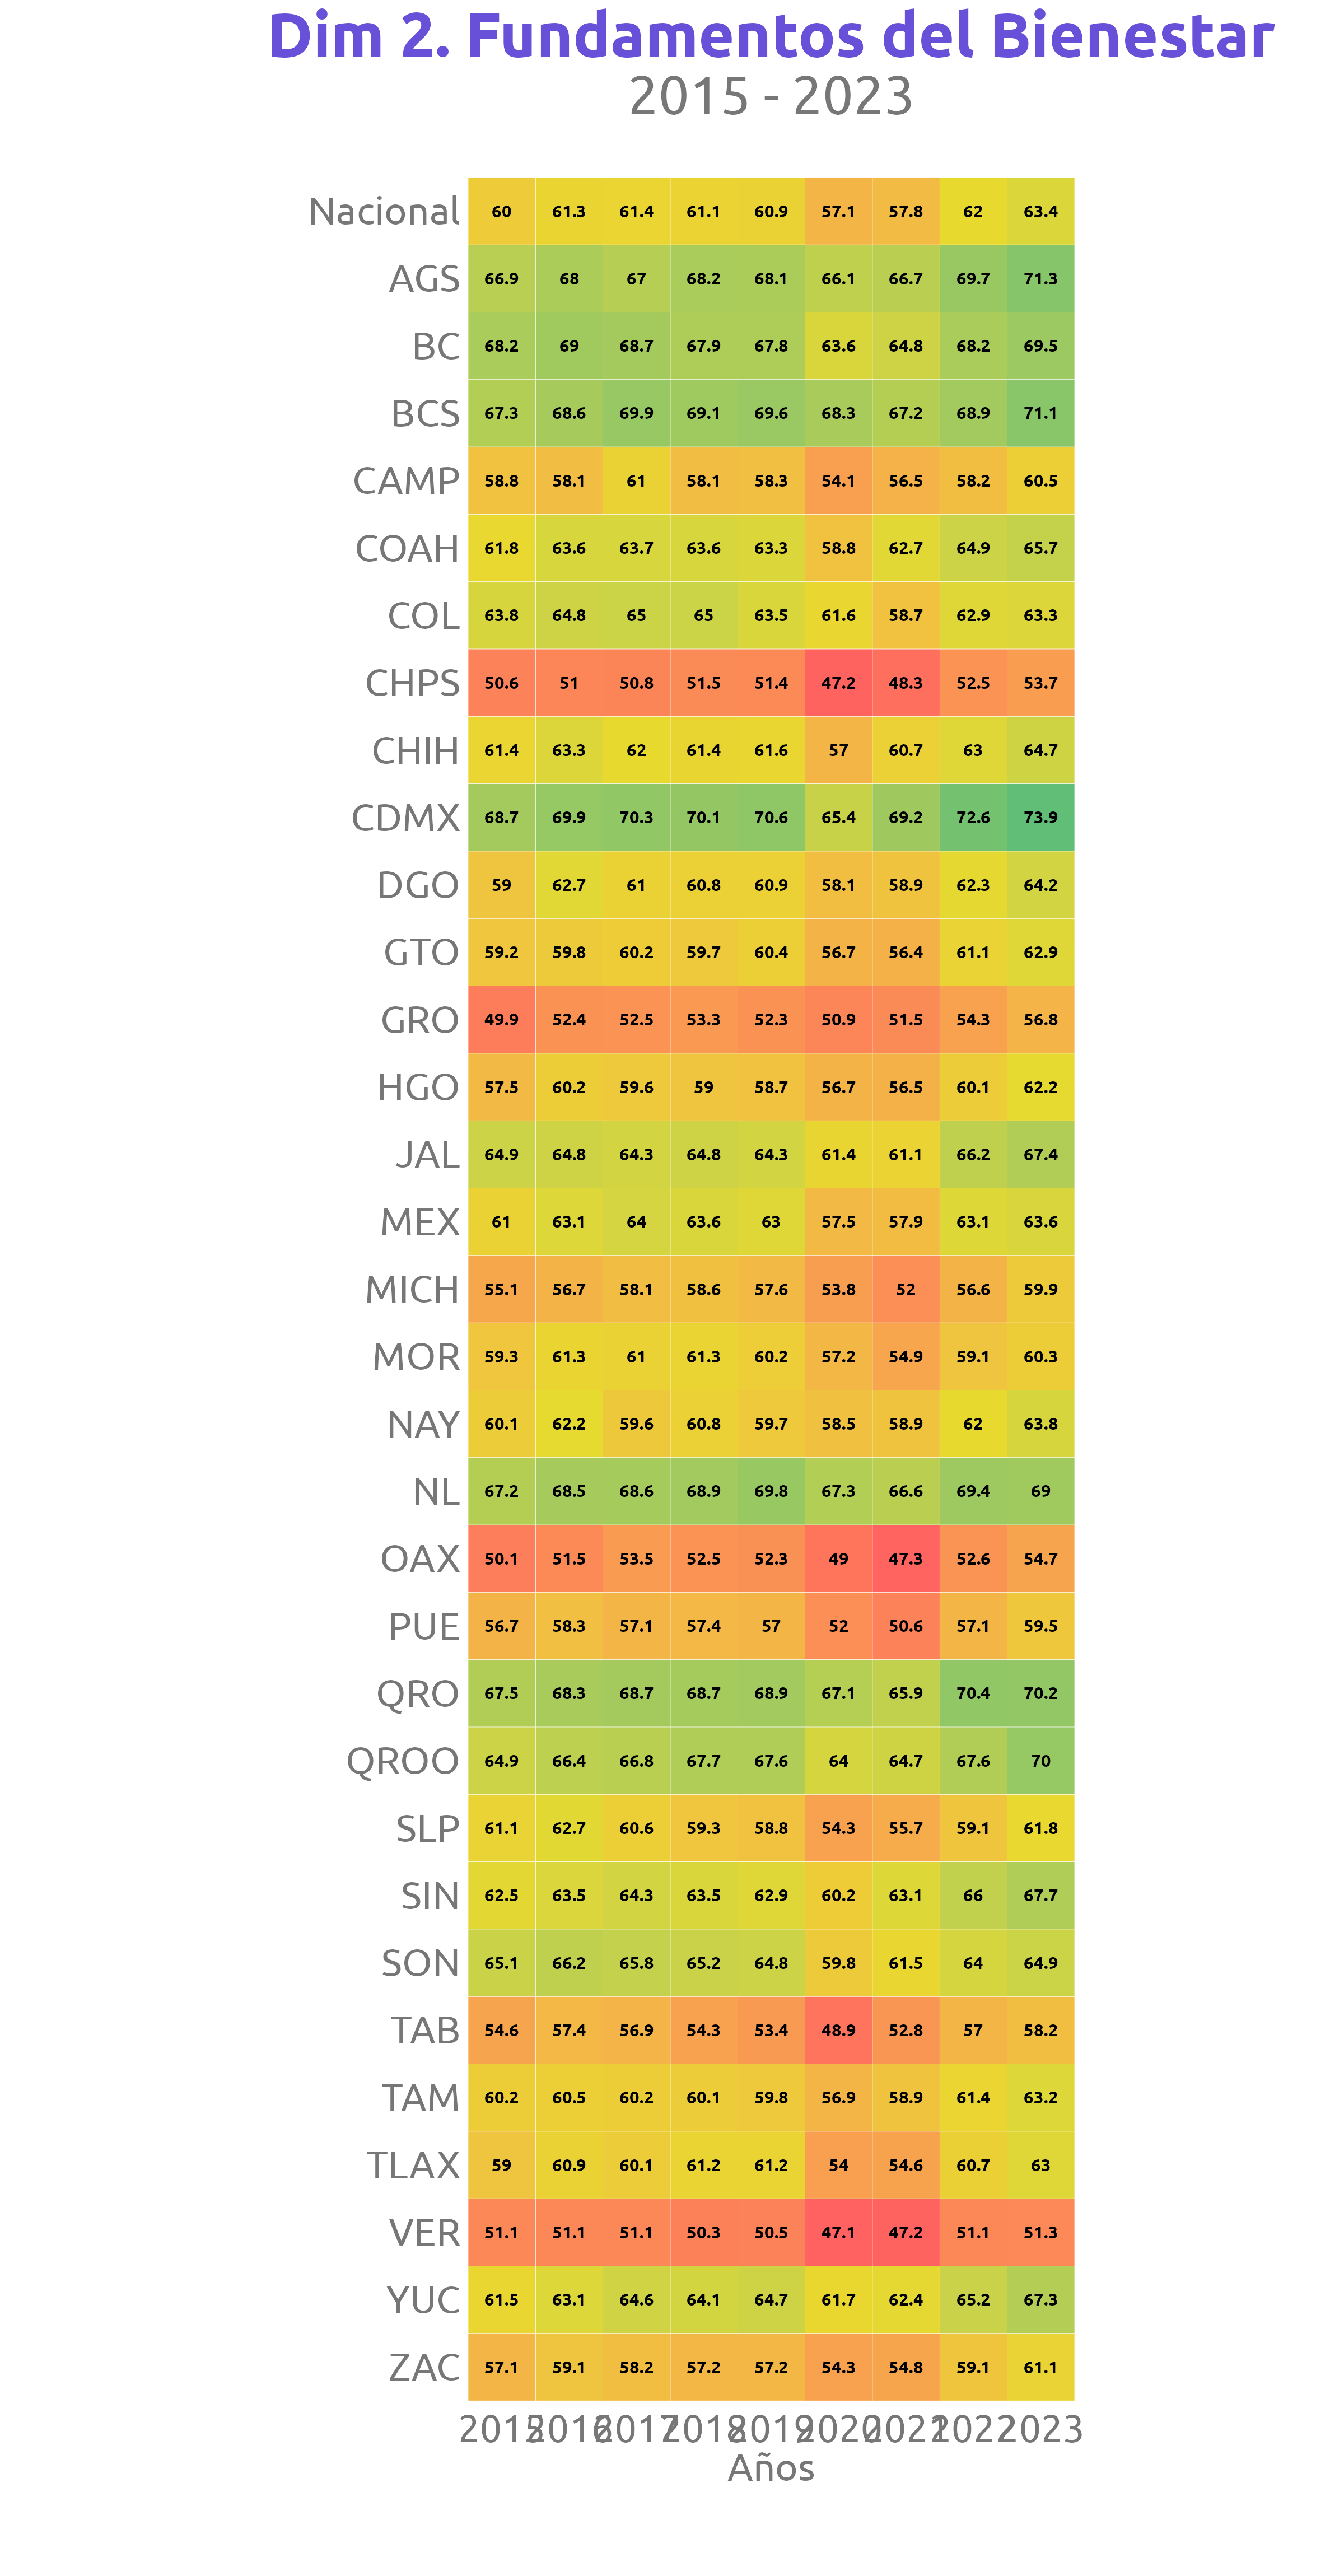 Dim 2. Fundamentos del Bienestar
2015 - 2023
Nacional 60 61.3 61.4 61.1 60.9 57.1 57.8 62 63.4
AGS 66.9 68 67 68.2 68.1 66.1 66.7 69.7 71.3
BC 68.2 69 68.7 67.9 67.8 63.6 64.8 68.2 69.5
BCS 67.3 68.6 69.9 69.1 69.6 68.3 67.2 68.9 71.1
CAMP 58.8 58.1 61 58.1 58.3 54.1 56.5 58.2 60.5
COAH 61.8 63.6 63.7 63.6 63.3 58.8 62.7 64.9 65.7
COL 63.8 64.8 65 65 63.5 61.6 58.7 62.9 63.3
CHPS 50.6 51 50.8 51.5 51.4 47.2 48.3 52.5 53.7
CHIH 61.4 63.3 62 61.4 61.6 57 60.7 63 64.7
CDMX 68.7 69.9 70.3 70.1 70.6 65.4 69.2 72.6 73.9
DGO 59 62.7 61 60.8 60.9 58.1 58.9 62.3 64.2
GTO 59.2 59.8 60.2 59.7 60.4 56.7 56.4 61.1 62.9
GRO 49.9 52.4 52.5 53.3 52.3 50.9 51.5 54.3 56.8
HGO 57.5 60.2 59.6 59 58.7 56.7 56.5 60.1 62.2
JAL 64.9 64.8 64.3 64.8 64.3 61.4 61.1 66.2 67.4
MEX 61 63.1 64 63.6 63 57.5 57.9 63.1 63.6
MICH 55.1 56.7 58.1 58.6 57.6 53.8 52 56.6 59.9
MOR 59.3 61.3 61 61.3 60.2 57.2 54.9 59.1 60.3
NAY 60.1 62.2 59.6 60.8 59.7 58.5 58.9 62 63.8
NL 67.2 68.5 68.6 68.9 69.8 67.3 66.6 69.4 69
OAX 50.1 51.5 53.5 52.5 52.3 49 47.3 52.6 54.7
PUE 56.7 58.3 57.1 57.4 57 52 50.6 57.1 59.5
QRO 67.5 68.3 68.7 68.7 68.9 67.1 65.9 70.4 70.2
QROO 64.9 66.4 66.8 67.7 67.6 64 64.7 67.6 70
SLP 61.1 62.7 60.6 59.3 58.8 54.3 55.7 59.1 61.8
SIN 62.5 63.5 64.3 63.5 62.9 60.2 63.1 66 67.7
SON 65.1 66.2 65.8 65.2 64.8 59.8 61.5 64 64.9
TAB 54.6 57.4 56.9 54.3 53.4 48.9 52.8 57 58.2
TAM 60.2 60.5 60.2 60.1 59.8 56.9 58.9 61.4 63.2
TLAX 59 60.9 60.1 61.2 61.2 54 54.6 60.7 63
VER 51.1 51.1 51.1 50.3 50.5 47.1 47.2 51.1 51.3
YUC 61.5 63.1 64.6 64.1 64.7 61.7 62.4 65.2 67.3
ZAC 57.1 59.1 58.2 57.2 57.2 54.3 54.8 59.1 61.1
2015 2016 2017 2018 2019 2020 2021 2022 2023
Años